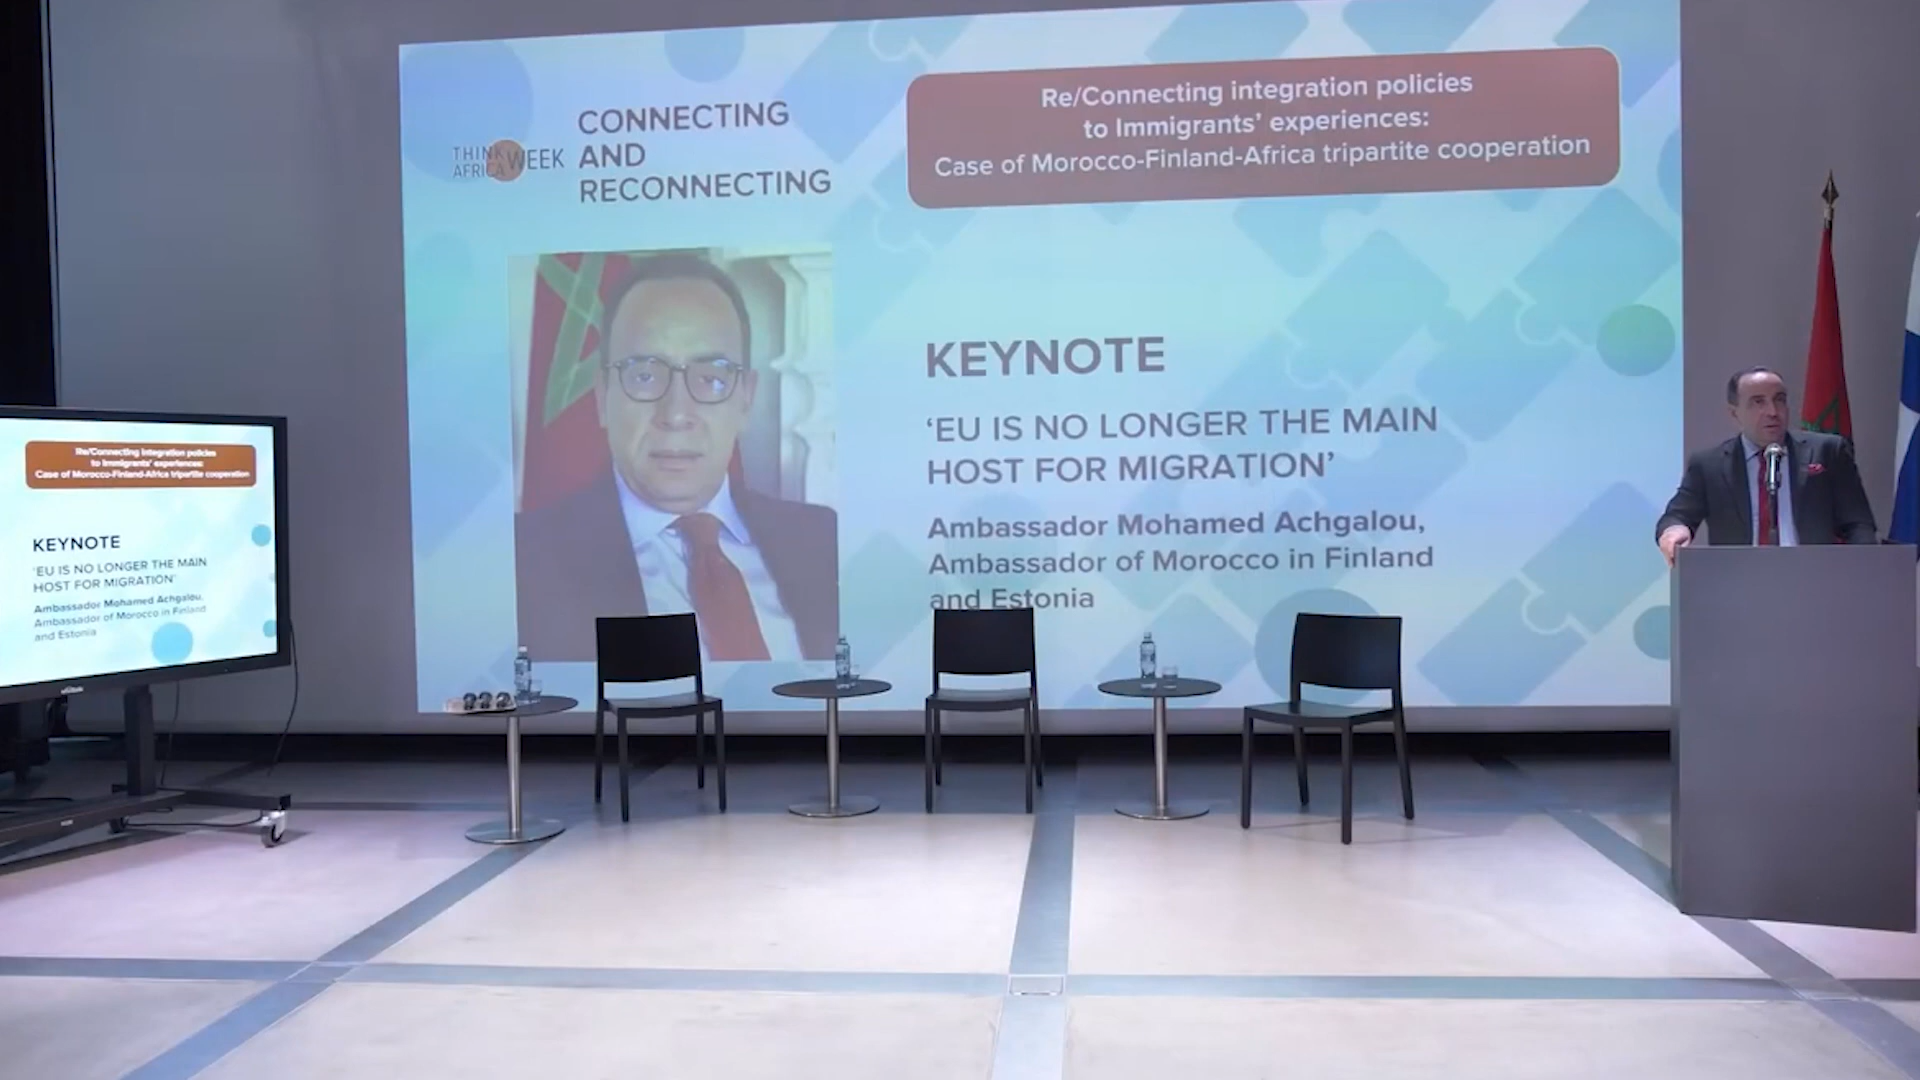 THINK
AFRICA WEEK
CONNECTING
AND
RECONNECTING
Re/Connecting integration policies
to Immigrants' experiences:
Case of Morocco-Finland-Africa tripartite cooperation
KEYNOTE
'EU IS NO LONGER THE MAIN
HOST FOR MIGRATION'
Ambassador Mohamed Achgalou,
Ambassador of Morocco in Finland
and Estonia
Re/Connecting integration policies
to Immigrants' experiences:
Case of Morocco-Finland-Africa tripartite cooperation
KEYNOTE
'EU IS NO LONGER THE MAIN
HOST FOR MIGRATION'
Ambassador Mohamed Achgalou,
Ambassador of Morocco in Finland
and Estonia